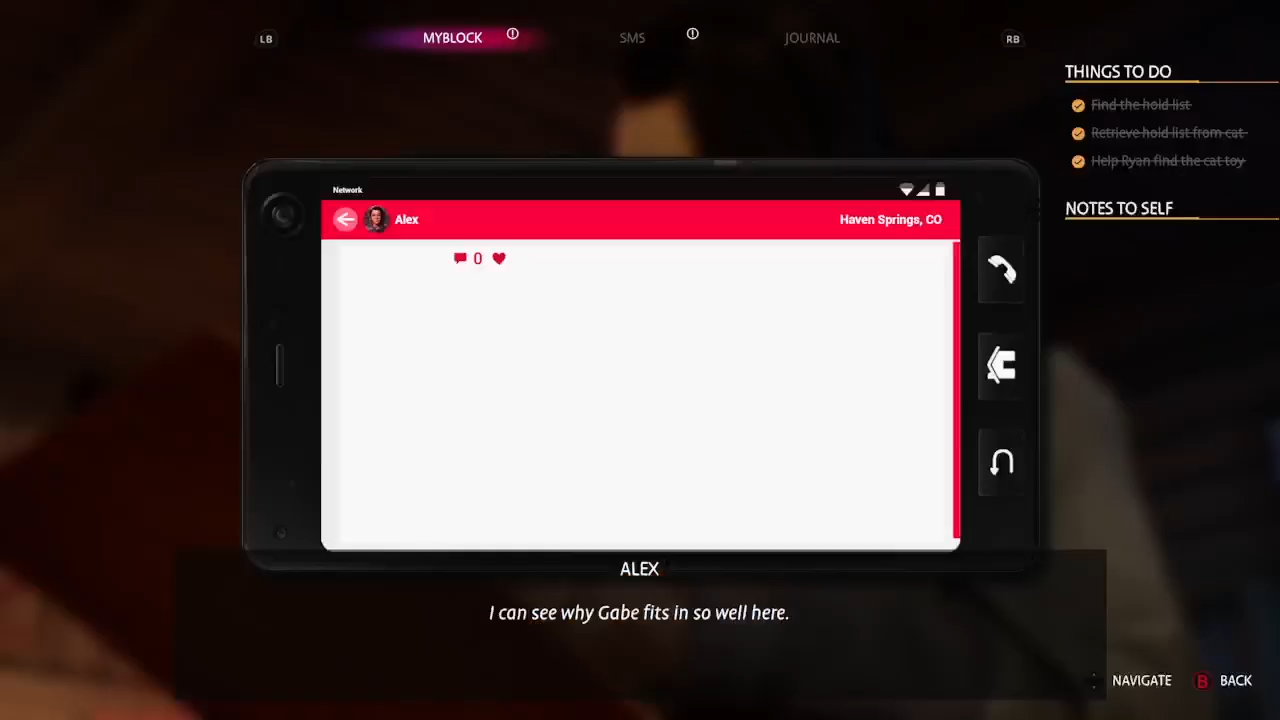 LB
MYBLOCK
SMS
JOURNAL
RB
THINGS TO DO
Find the hold list
Retrieve hold list from cat
Help Ryan find the cat toy
NOTES TO SELF
Network
Alex
Haven Springs, CO
0
ALEX
I can see why Gabe fits in so well here.
NAVIGATE
B BACK